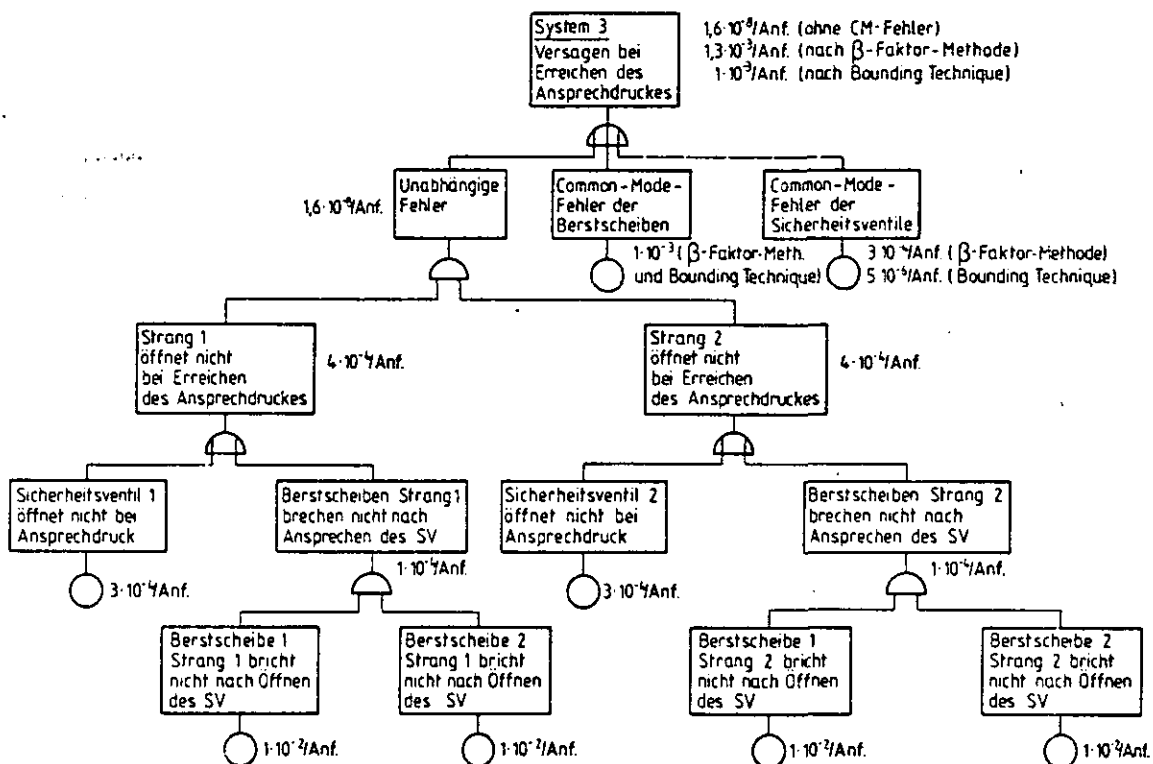 System 3
Versagen bei
Erreichen des
Ansprechdruckes
1,6·10⁻⁸/Anf. (ohne CM-Fehler)
1,3·10⁻³/Anf. (nach β-Faktor-Methode)
1·10⁻³/Anf. (nach Bounding Technique)
1,6·10⁻⁸/Anf.
Unabhängige
Fehler
Common-Mode-
Fehler der
Berstscheiben
Common-Mode-
Fehler der
Sicherheitsventile
1·10⁻³ (β-Faktor-Meth.
und Bounding Technique)
3 10⁻⁴/Anf. (β-Faktor-Methode)
5 10⁻⁶/Anf. (Bounding Technique)
Strang 1
öffnet nicht
bei Erreichen
des Ansprechdruckes
4·10⁻⁴/Anf.
Strang 2
öffnet nicht
bei Erreichen
des Ansprechdruckes
4·10⁻⁴/Anf.
Sicherheitsventil 1
öffnet nicht bei
Ansprechdruck
3·10⁻⁴/Anf.
Berstscheiben Strang 1
brechen nicht nach
Ansprechen des SV
1·10⁻⁴/Anf.
Sicherheitsventil 2
öffnet nicht bei
Ansprechdruck
3·10⁻⁴/Anf.
Berstscheiben Strang 2
brechen nicht nach
Ansprechen des SV
1·10⁻⁴/Anf.
Berstscheibe 1
Strang 1 bricht
nicht nach Öffnen
des SV
1·10⁻²/Anf.
Berstscheibe 2
Strang 1 bricht
nicht nach Öffnen
des SV
1·10⁻²/Anf.
Berstscheibe 1
Strang 2 bricht
nicht nach Öffnen
des SV
1·10⁻²/Anf.
Berstscheibe 2
Strang 2 bricht
nicht nach Öffnen
des SV
1·10⁻²/Anf.